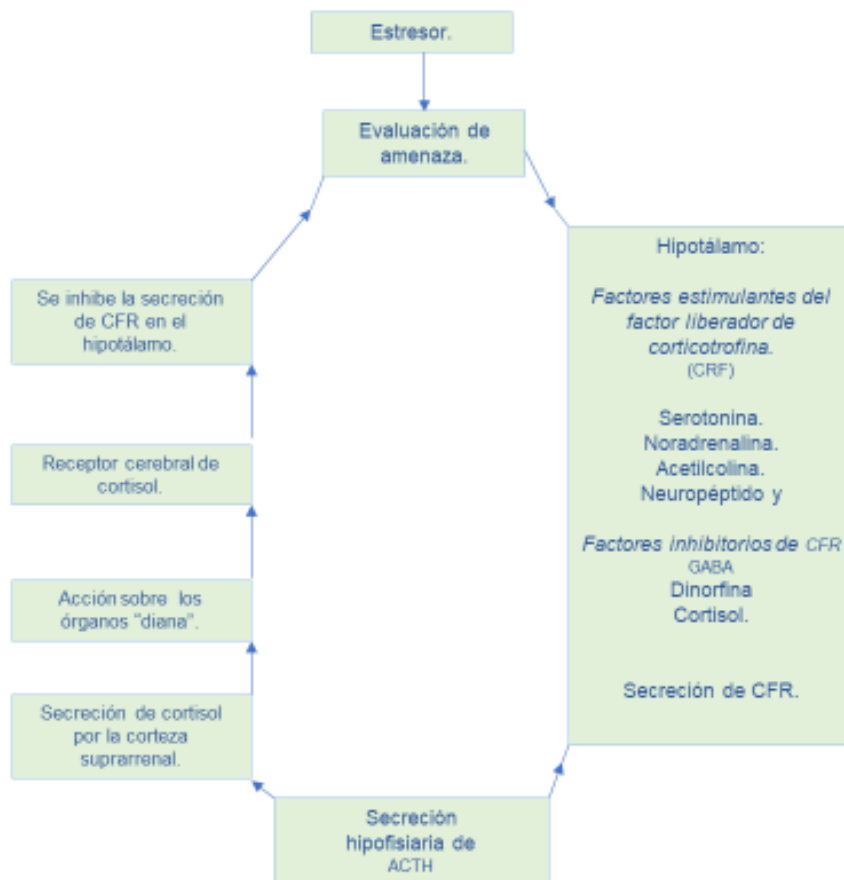 Estresor.
Evaluación de
amenaza.
Hipotálamo:
Factores estimulantes del
factor liberador de
corticotrofina.
(CRF)
Serotonina.
Noradrenalina.
Acetilcolina.
Neuropéptido y
Factores inhibitorios de CFR
GABA
Dinorfina
Cortisol.
Secreción de CFR.
Se inhibe la secreción
de CFR en el
hipotálamo.
Receptor cerebral de
cortisol.
Acción sobre los
órganos "diana".
Secreción de cortisol
por la corteza
suprarrenal.
Secreción
hipofisiaria de
ACTH